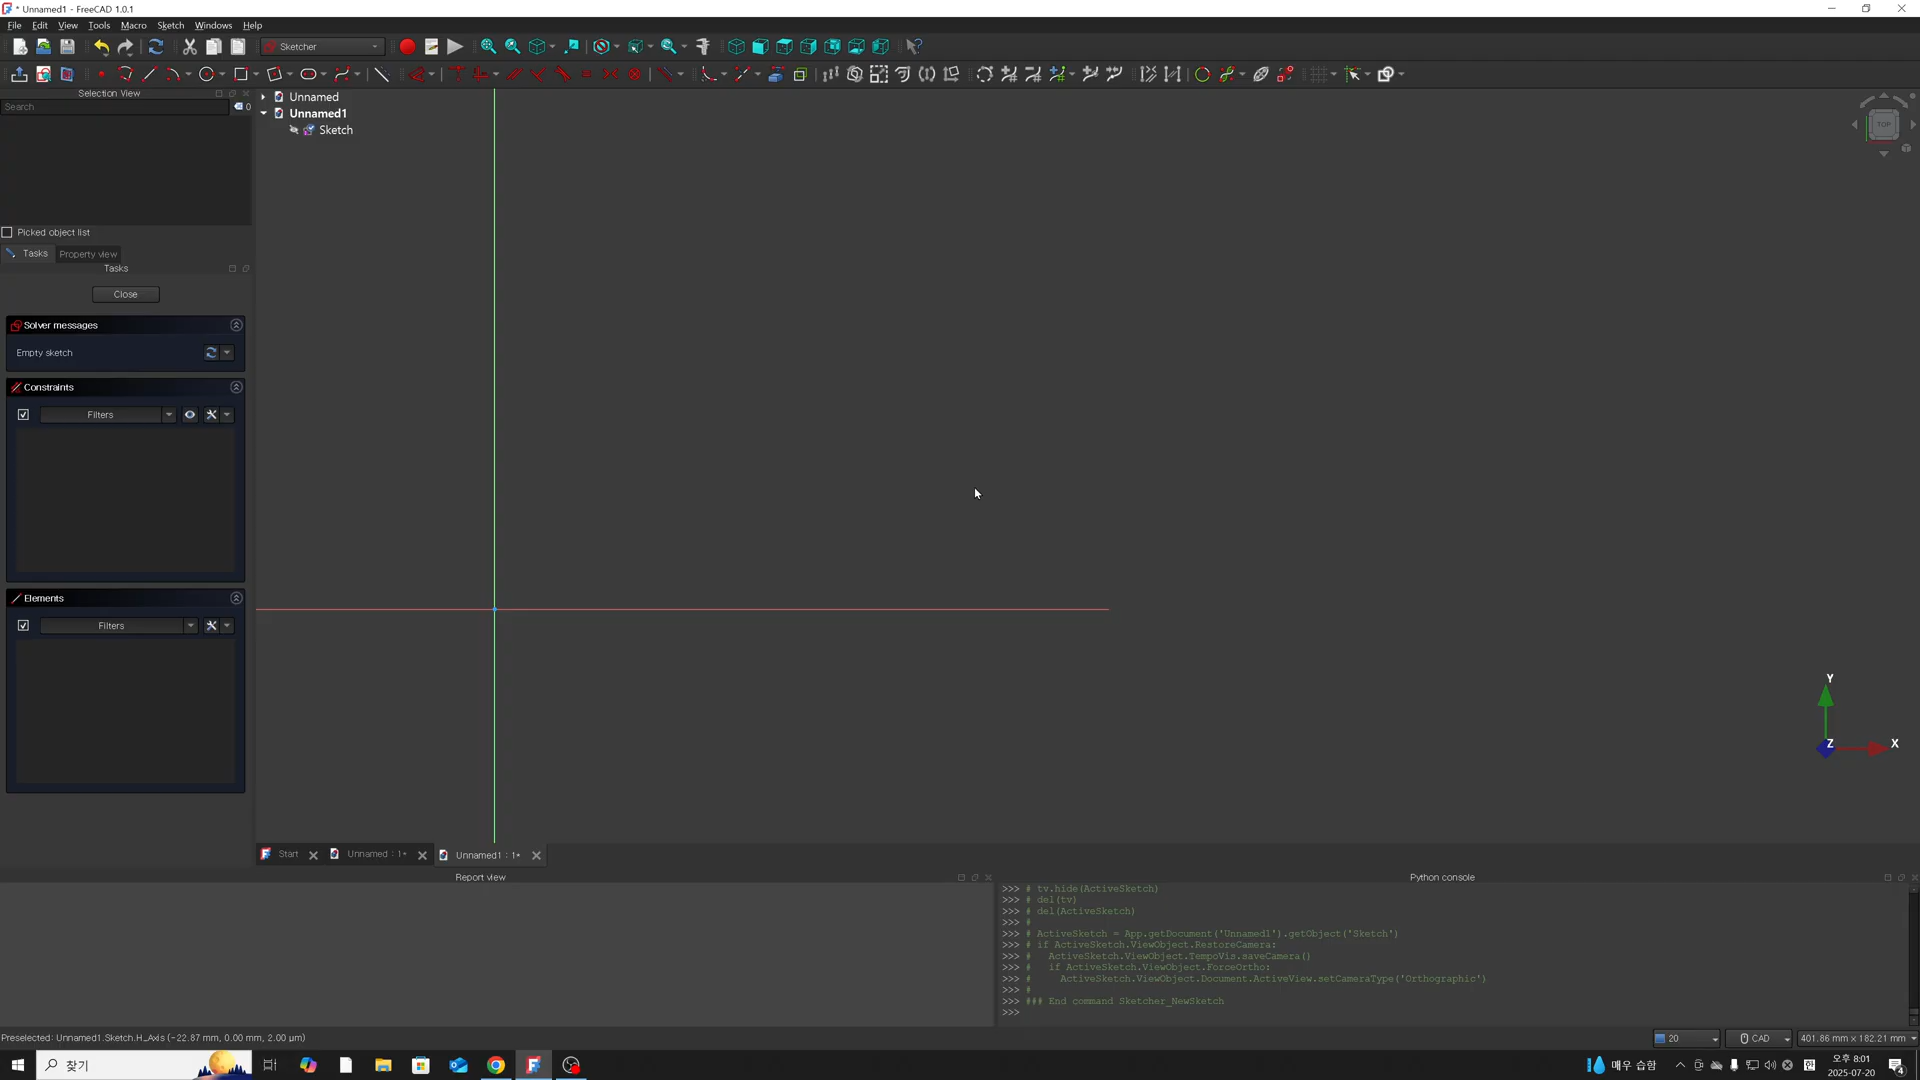 * Unnamed1 - FreeCAD 1.0.1
File Edit View Tools Macro Sketch Windows Help
Sketcher
Selection View
Search
0
Unnamed
Unnamed1
Sketch
TOP
Picked object list
Tasks Property view
Tasks
Close
Solver messages
Empty sketch
Constraints
Filters
Elements
Filters
Y
Z
X
Start Unnamed : 1* Unnamed1 : 1*
Report view
Python console
>>> # tv.hide(ActiveSketch)
>>> # del(tv)
>>> # del(ActiveSketch)
>>> #
>>> # ActiveSketch = App.getDocument('Unnamed1').getObject('Sketch')
>>> # if ActiveSketch.ViewObject.RestoreCamera:
>>> #   ActiveSketch.ViewObject.TempoVis.saveCamera()
>>> #   if ActiveSketch.ViewObject.ForceOrtho:
>>> #     ActiveSketch.ViewObject.Document.ActiveView.setCameraType('Orthographic')
>>> #
>>> ### End command Sketcher_NewSketch
>>>
Preselected: Unnamed1.Sketch.H_Axis (-22.87 mm, 0.00 mm, 2.00 μm)
20
CAD
401.86 mm × 182.21 mm
찾기
매우 습함
오후 8:01
2025-07-20
4